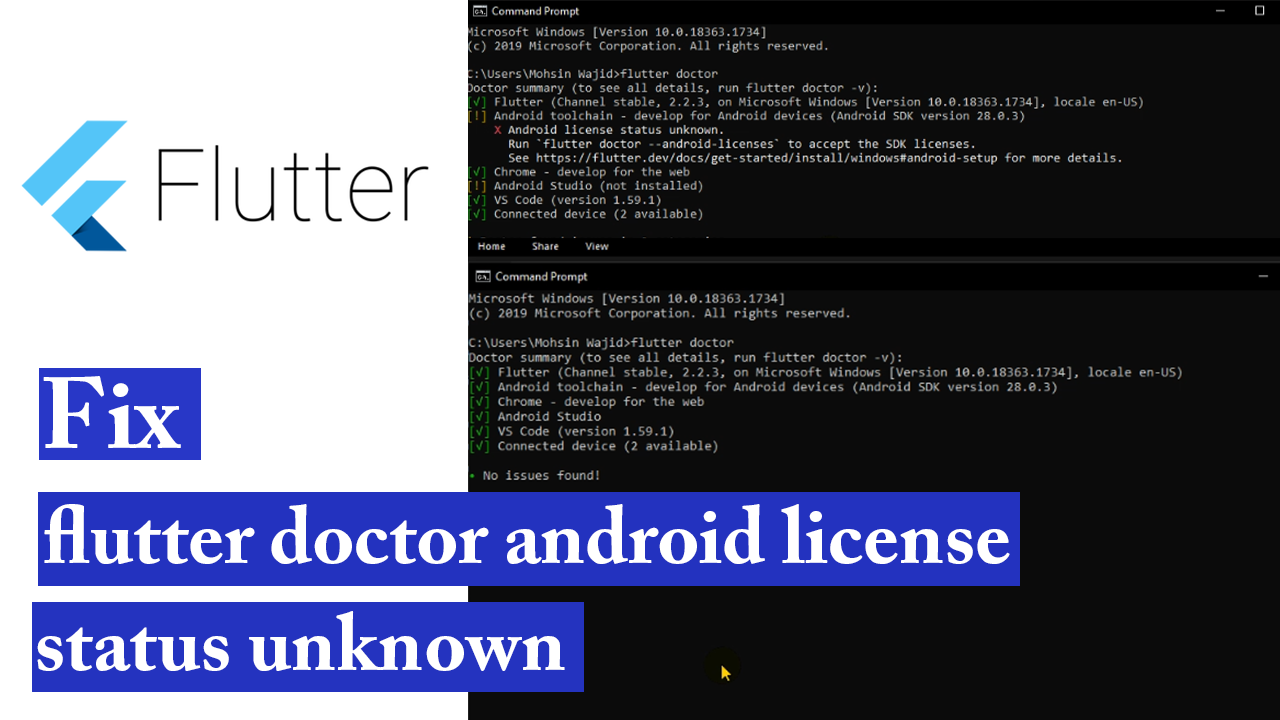 Flutter
Fix
flutter doctor android license
status unknown
Command Prompt
Microsoft Windows [Version 10.0.18363.1734]
(c) 2019 Microsoft Corporation. All rights reserved.
C:\Users\Mohsin Wajid>flutter doctor
Doctor summary (to see all details, run flutter doctor -v):
[√] Flutter (Channel stable, 2.2.3, on Microsoft Windows [Version 10.0.18363.1734], locale en-US)
[!] Android toolchain - develop for Android devices (Android SDK version 28.0.3)
X Android license status unknown.
Run `flutter doctor --android-licenses` to accept the SDK licenses.
See https://flutter.dev/docs/get-started/install/windows#android-setup for more details.
[√] Chrome - develop for the web
[!] Android Studio (not installed)
[√] VS Code (version 1.59.1)
[√] Connected device (2 available)
Home Share View
Command Prompt
Microsoft Windows [Version 10.0.18363.1734]
(c) 2019 Microsoft Corporation. All rights reserved.
C:\Users\Mohsin Wajid>flutter doctor
Doctor summary (to see all details, run flutter doctor -v):
[√] Flutter (Channel stable, 2.2.3, on Microsoft Windows [Version 10.0.18363.1734], locale en-US)
[√] Android toolchain - develop for Android devices (Android SDK version 28.0.3)
[√] Chrome - develop for the web
[√] Android Studio
[√] VS Code (version 1.59.1)
[√] Connected device (2 available)
• No issues found!